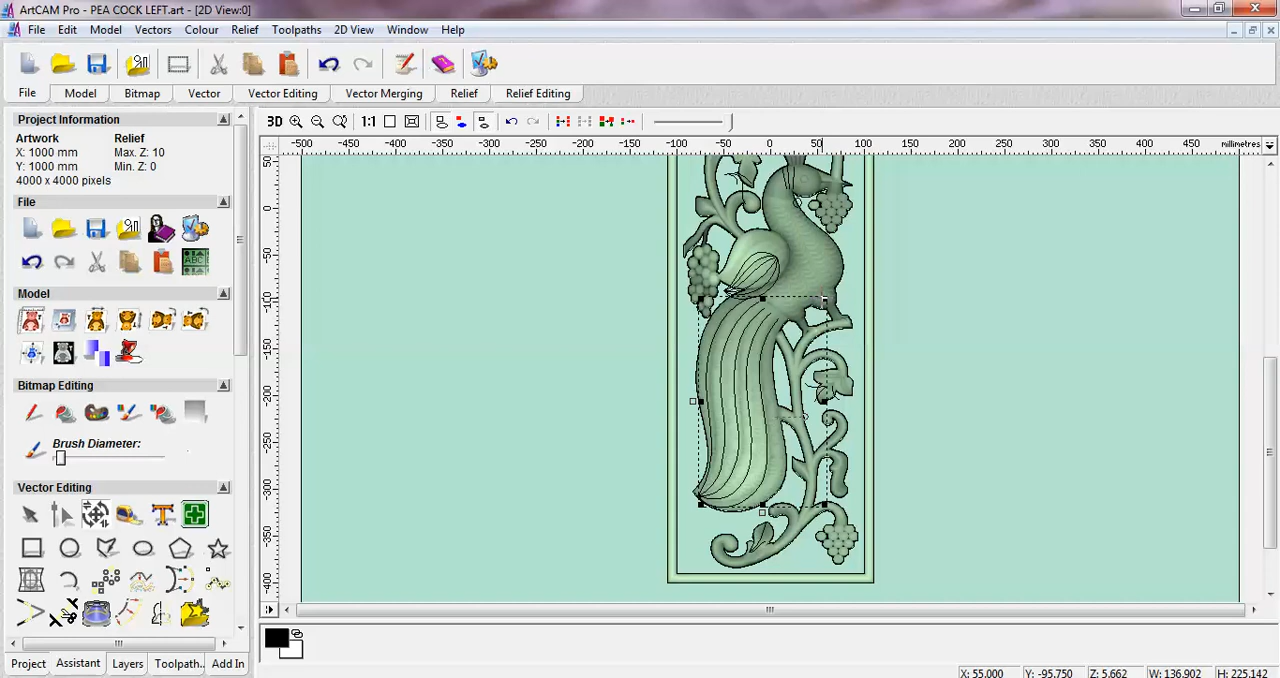 ArtCAM Pro - PEA COCK LEFT.art - [2D View:0]
File Edit Model Vectors Colour Relief Toolpaths 2D View Window Help
File Model Bitmap Vector Vector Editing Vector Merging Relief Relief Editing
Project Information
Artwork Relief
X: 1000 mm Max. Z: 10
Y: 1000 mm Min. Z: 0
4000 x 4000 pixels
File
ABC
Model
Bitmap Editing
Brush Diameter:
Vector Editing
Project Assistant Layers Toolpath.. Add In
3D 1:1
-500 -450 -400 -350 -300 -250 -200 -150 -100 -50 0 50 100 150 200 250 300 350 400 450 millimetres
50
0
-50
-100
-150
-200
-250
-300
-350
-400
X: 55.000 Y: -95.750 Z: 5.662 W: 136.902 H: 225.142